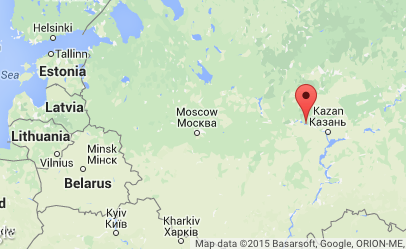 Helsinki
Tallinn
Sea
Estonia
Latvia
Moscow
Москва
Kazan
Казань
Lithuania
Vilnius
Minsk
Мінск
Belarus
Kyiv
Київ
Kharkiv
Харків
Map data ©2015 Basarsoft, Google, ORION-ME,